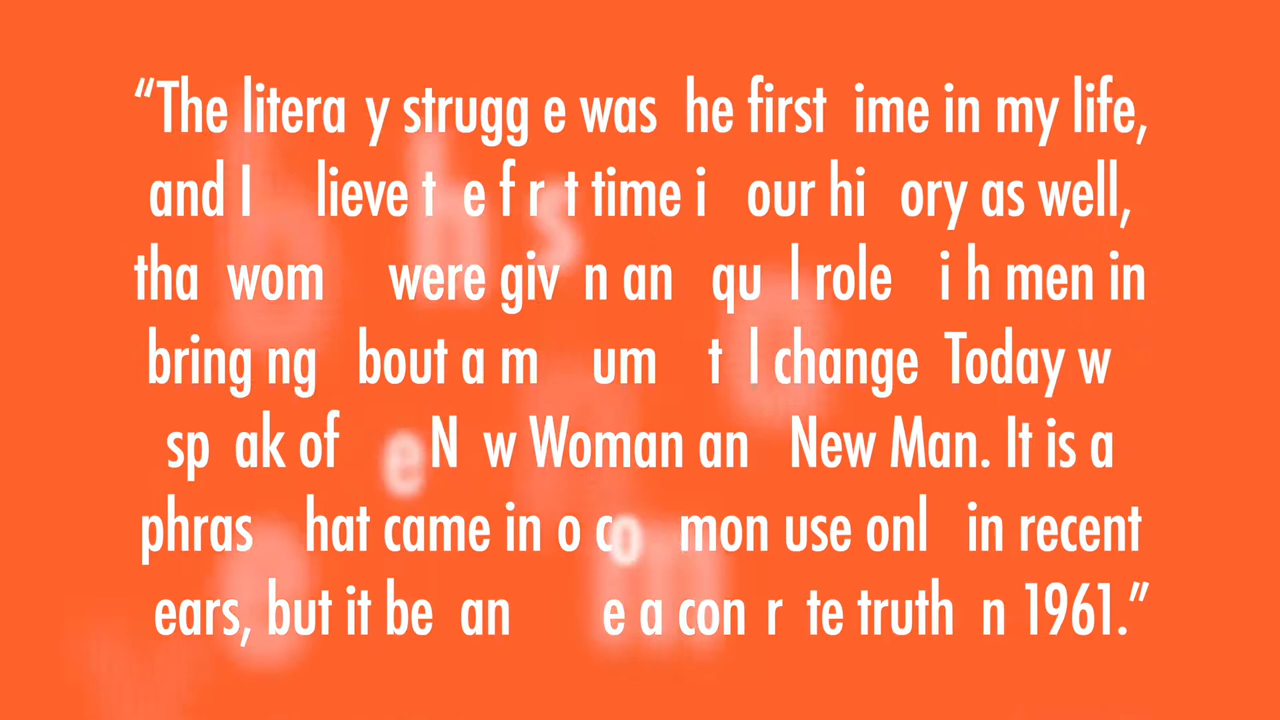 “The litera y strugg e was he first ime in my life,
and I lieve t e f r t time i our hi ory as well,
tha wom were giv n an qu l role i h men in
bring ng bout a m um t l change Today w
sp ak of e N w Woman an New Man. It is a
phras hat came in o co mon use onl in recent
ears, but it be an e a con r te truth n 1961.”